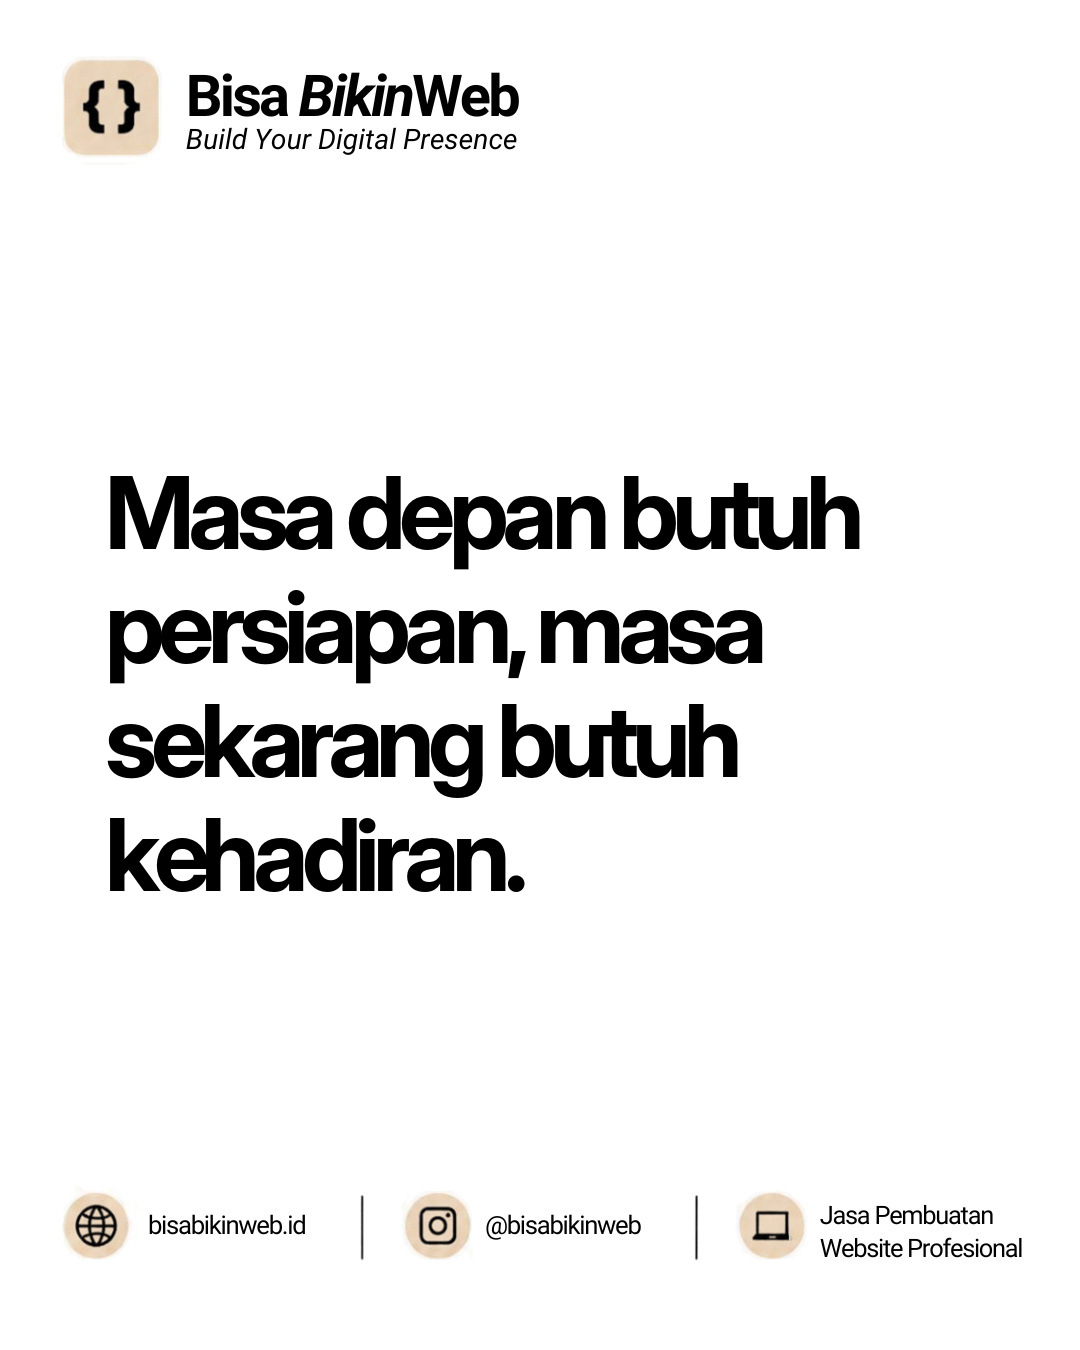 { }
Bisa BikinWeb
Build Your Digital Presence
Masa depan butuh
persiapan, masa
sekarang butuh
kehadiran.
bisabikinweb.id
@bisabikinweb
Jasa Pembuatan
Website Profesional